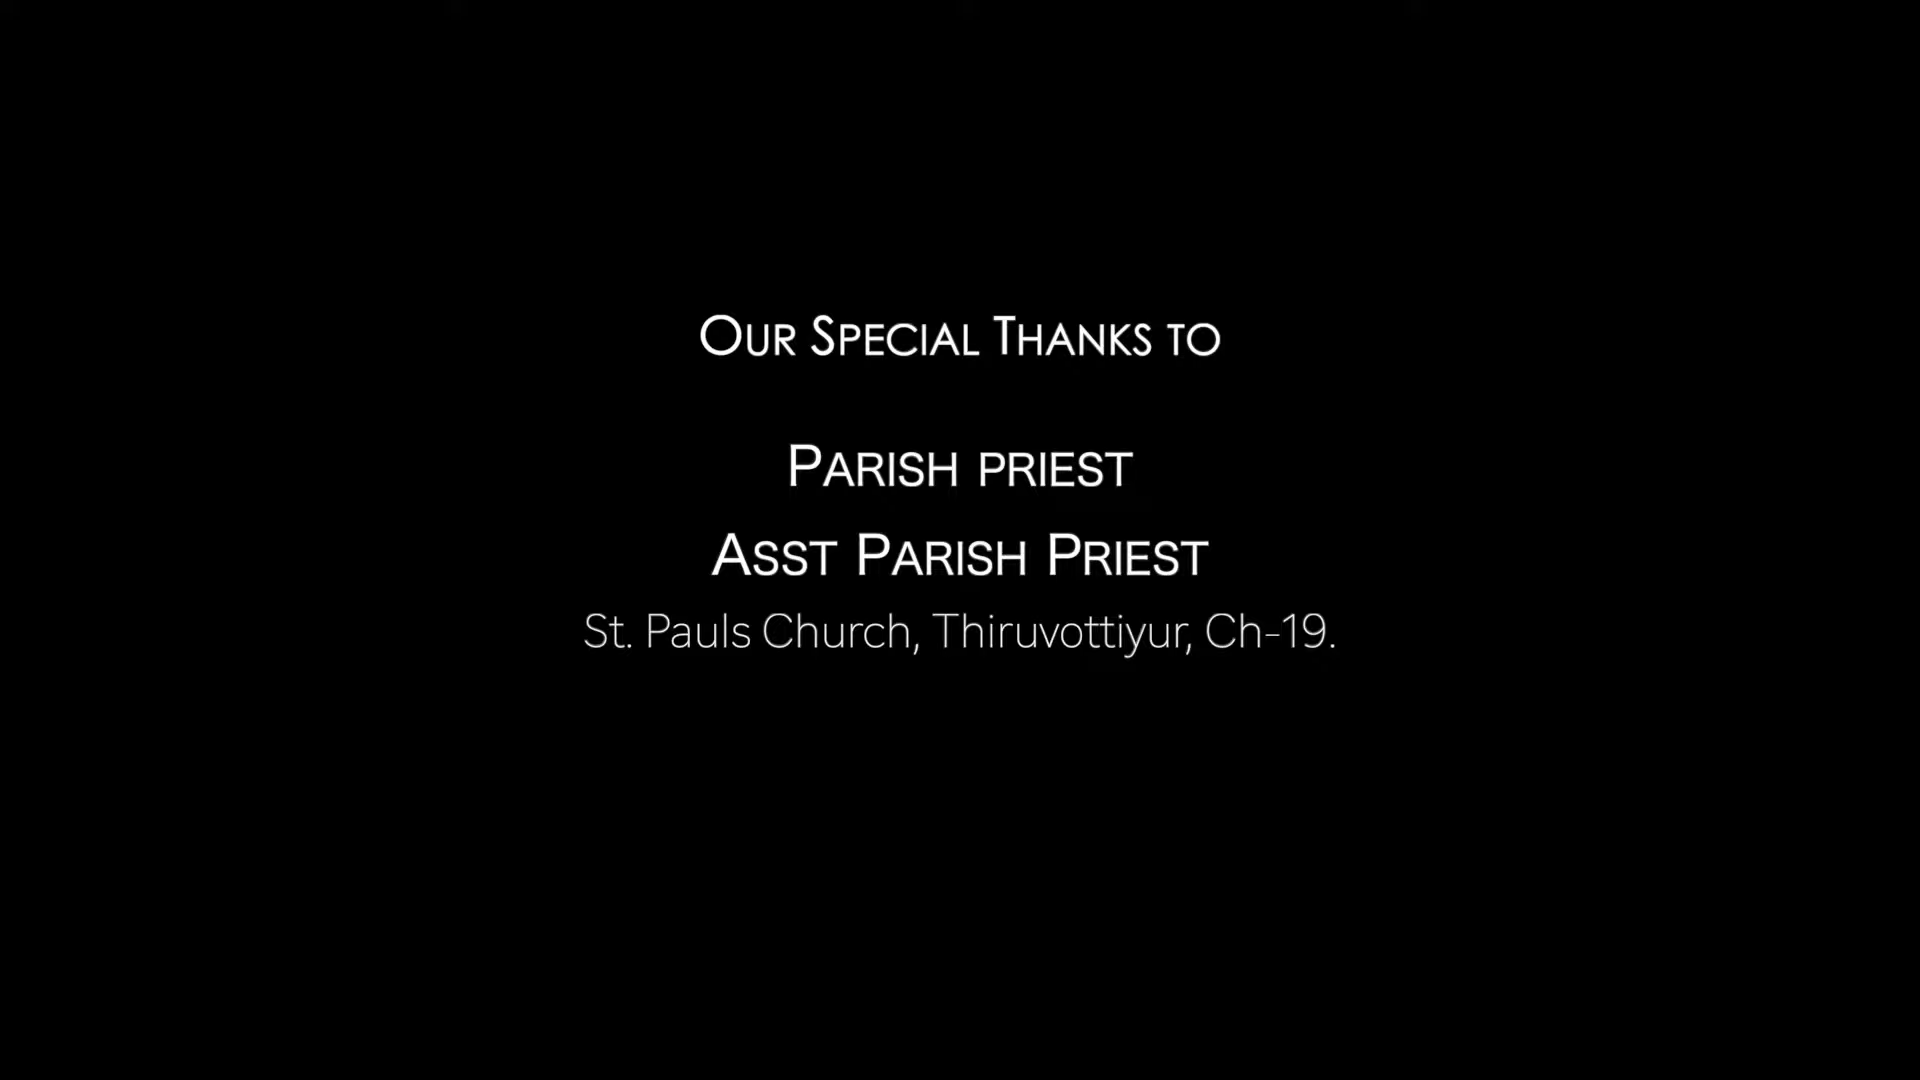 Our Special Thanks to
Parish priest
Asst Parish Priest
St. Pauls Church, Thiruvottiyur, Ch-19.